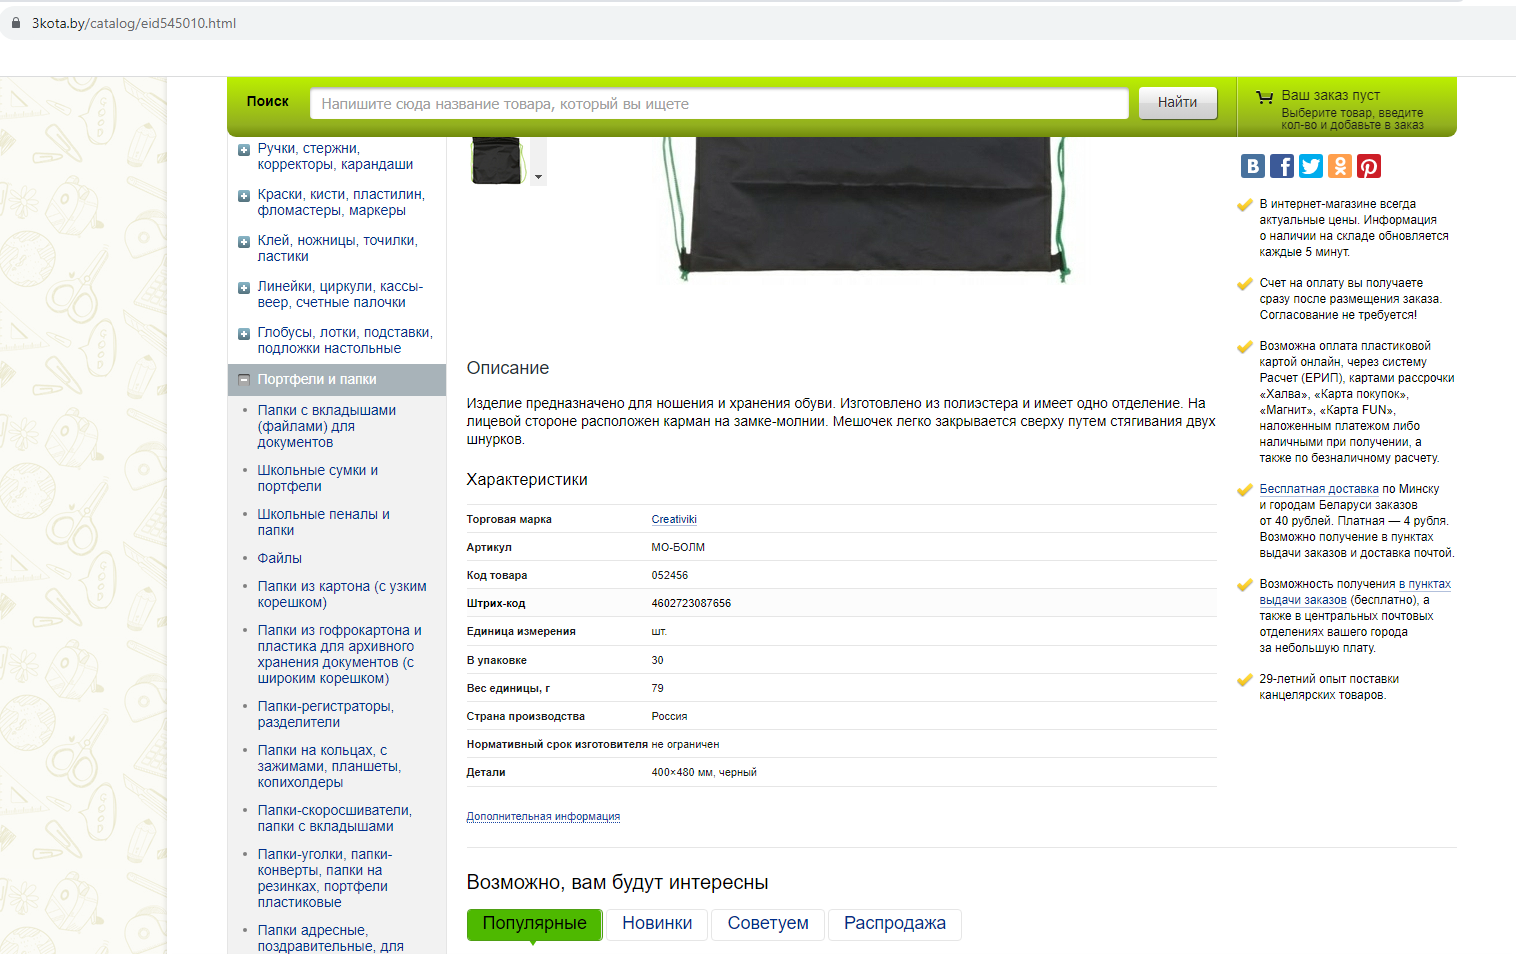 3kota.by/catalog/eid545010.html
Поиск
Напишите сюда название товара, который вы ищете
Найти
Ваш заказ пуст
Выберите товар, введите
кол-во и добавьте в заказ
Ручки, стержни,
корректоры, карандаши
Краски, кисти, пластилин,
фломастеры, маркеры
Клей, ножницы, точилки,
ластики
Линейки, циркули, кассы-
веер, счетные палочки
Глобусы, лотки, подставки,
подложки настольные
Портфели и папки
Папки с вкладышами
(файлами) для
документов
Школьные сумки и
портфели
Школьные пеналы и
папки
Файлы
Папки из картона (с узким
корешком)
Папки из гофрокартона и
пластика для архивного
хранения документов (с
широким корешком)
Папки-регистраторы,
разделители
Папки на кольцах, с
зажимами, планшеты,
копихолдеры
Папки-скоросшиватели,
папки с вкладышами
Папки-уголки, папки-
конверты, папки на
резинках, портфели
пластиковые
Папки адресные,
поздравительные, для
Описание
Изделие предназначено для ношения и хранения обуви. Изготовлено из полиэстера и имеет одно отделение. На
лицевой стороне расположен карман на замке-молнии. Мешочек легко закрывается сверху путем стягивания двух
шнурков.
Характеристики
Торговая марка Creativiki
Артикул МО-БОЛМ
Код товара 052456
Штрих-код 4602723087656
Единица измерения шт.
В упаковке 30
Вес единицы, г 79
Страна производства Россия
Нормативный срок изготовителя не ограничен
Детали 400×480 мм, черный
Дополнительная информация
Возможно, вам будут интересны
Популярные Новинки Советуем Распродажа
В интернет-магазине всегда
актуальные цены. Информация
о наличии на складе обновляется
каждые 5 минут.
Счет на оплату вы получаете
сразу после размещения заказа.
Согласование не требуется!
Возможна оплата пластиковой
картой онлайн, через систему
Расчет (ЕРИП), картами рассрочки
«Халва», «Карта покупок»,
«Магнит», «Карта FUN»,
наложенным платежом либо
наличными при получении, а
также по безналичному расчету.
Бесплатная доставка по Минску
и городам Беларуси заказов
от 40 рублей. Платная — 4 рубля.
Возможно получение в пунктах
выдачи заказов и доставка почтой.
Возможность получения в пунктах
выдачи заказов (бесплатно), а
также в центральных почтовых
отделениях вашего города
за небольшую плату.
29-летний опыт поставки
канцелярских товаров.